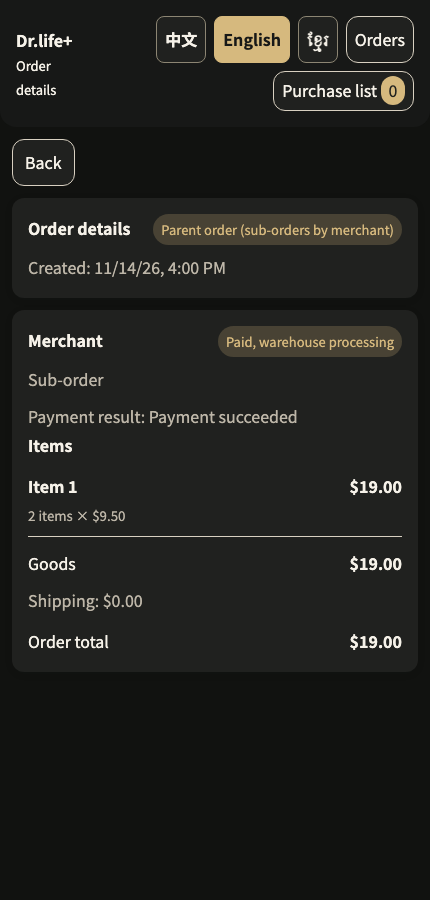 Dr.life+
Order
details
中文
English
ខ្មែរ
Orders
Purchase list 0
Back
Order details
Parent order (sub-orders by merchant)
Created: 11/14/26, 4:00 PM
Merchant
Paid, warehouse processing
Sub-order
Payment result: Payment succeeded
Items
Item 1 $19.00
2 items × $9.50
Goods $19.00
Shipping: $0.00
Order total $19.00